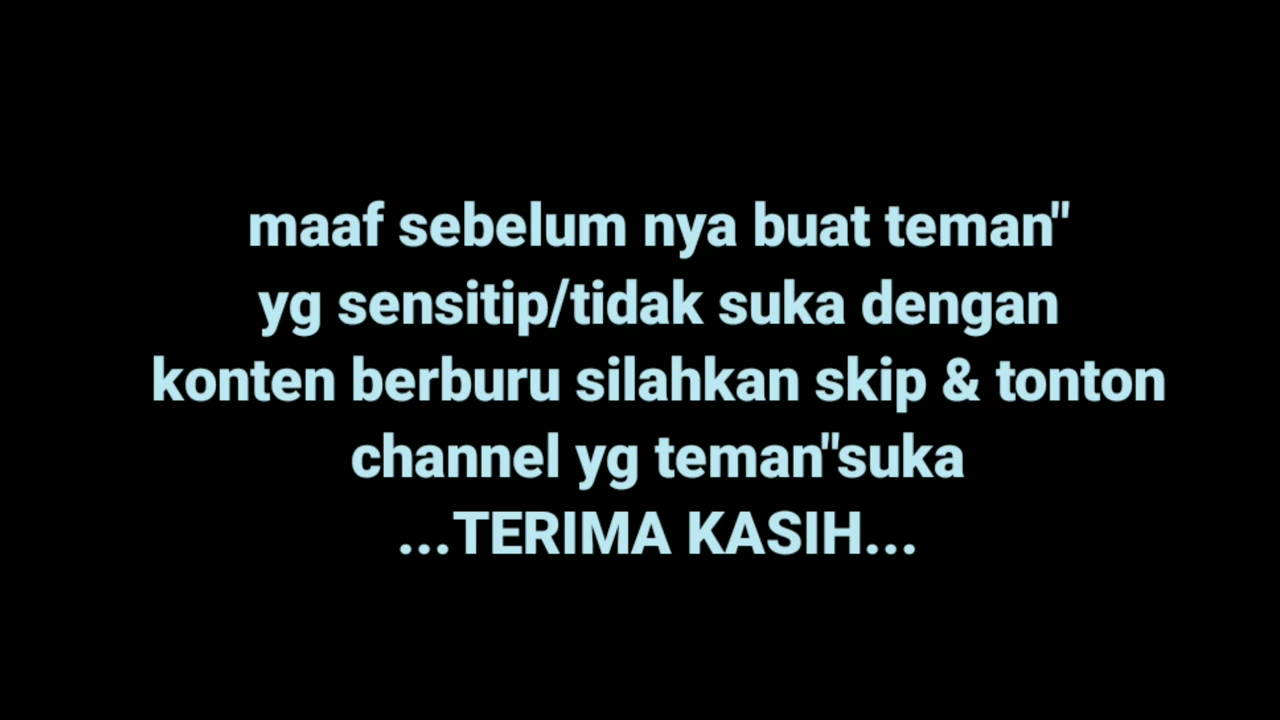 maaf sebelum nya buat teman"
yg sensitip/tidak suka dengan
konten berburu silahkan skip & tonton
channel yg teman"suka
...TERIMA KASIH...